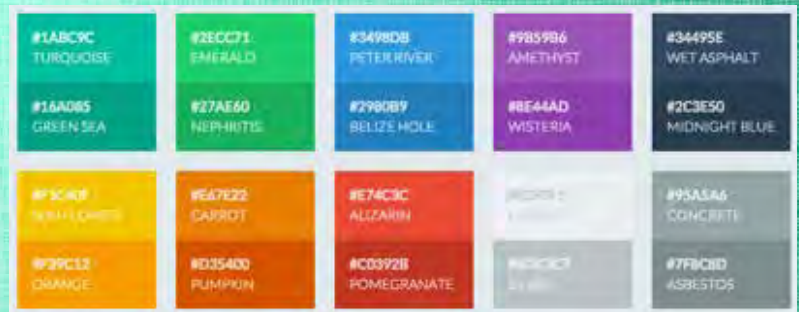 #1ABC9C
TURQUOISE
#16A085
GREEN SEA
#2ECC71
EMERALD
#27AE60
NEPHRITIS
#3498DB
PETER RIVER
#2980B9
BELIZE HOLE
#9B59B6
AMETHYST
#8E44AD
WISTERIA
#34495E
WET ASPHALT
#2C3E50
MIDNIGHT BLUE
#F39C12
ORANGE
#E67E22
CARROT
#D35400
PUMPKIN
#E74C3C
ALIZARIN
#C0392B
POMEGRANATE
#95A5A6
CONCRETE
#7F8C8D
ASBESTOS